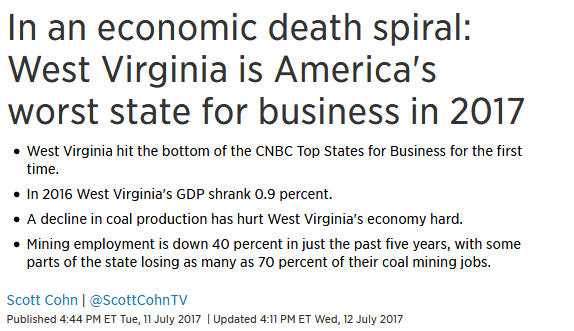 In an economic death spiral:
West Virginia is America's
worst state for business in 2017
• West Virginia hit the bottom of the CNBC Top States for Business for the first
time.
• In 2016 West Virginia's GDP shrank 0.9 percent.
• A decline in coal production has hurt West Virginia's economy hard.
• Mining employment is down 40 percent in just the past five years, with some
parts of the state losing as many as 70 percent of their coal mining jobs.
Scott Cohn | @ScottCohnTV
Published 4:44 PM ET Tue, 11 July 2017 | Updated 4:11 PM ET Wed, 12 July 2017